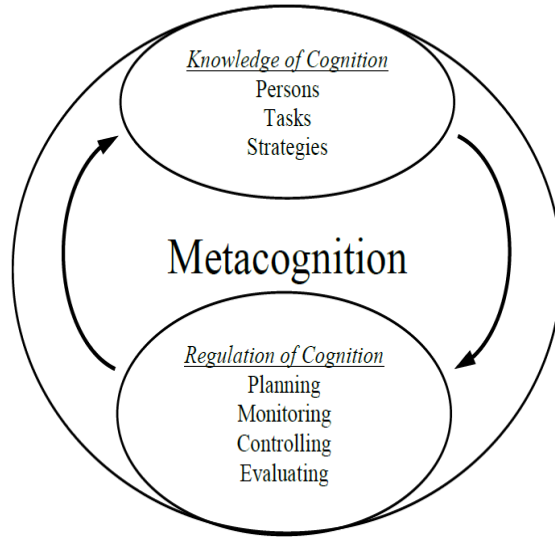 Knowledge of Cognition
Persons
Tasks
Strategies
Metacognition
Regulation of Cognition
Planning
Monitoring
Controlling
Evaluating